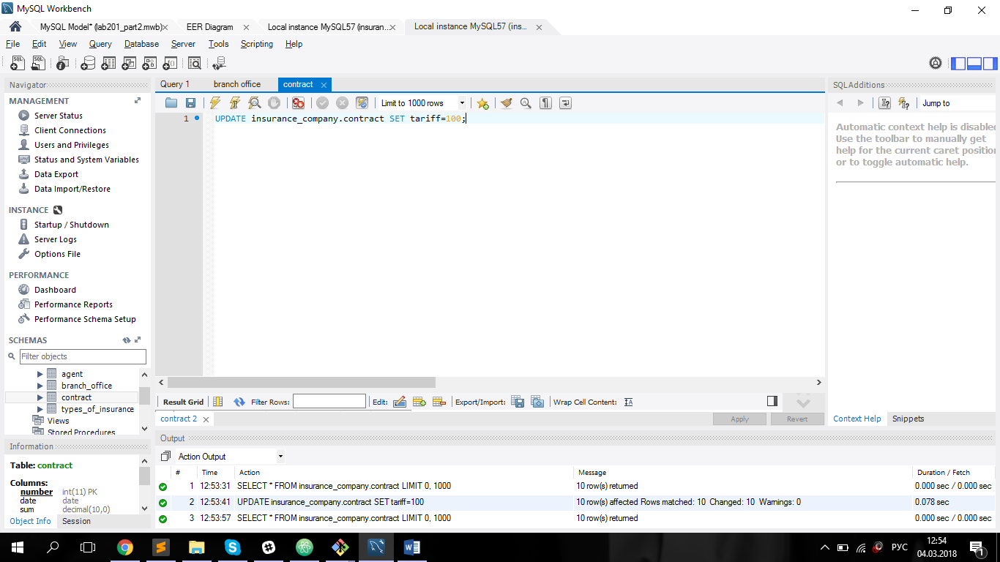 MySQL Workbench
MySQL Model* (lab201_part2.mwb)
EER Diagram
Local instance MySQL57 (insuran...
Local instance MySQL57 (ins...
File Edit View Query Database Server Tools Scripting Help
Navigator
MANAGEMENT
Server Status
Client Connections
Users and Privileges
Status and System Variables
Data Export
Data Import/Restore
INSTANCE
Startup / Shutdown
Server Logs
Options File
PERFORMANCE
Dashboard
Performance Reports
Performance Schema Setup
SCHEMAS
Filter objects
agent
branch_office
contract
types_of_insurance
Views
Stored Procedures
Information
Table: contract
Columns:
number int(11) PK
date date
sum decimal(10,0)
Object Info Session
Query 1 branch office contract
Limit to 1000 rows
1 UPDATE insurance_company.contract SET tariff=100;
Result Grid Filter Rows: Edit: Export/Import: Wrap Cell Content:
contract 2 Apply Revert
Output
Action Output
# Time Action Message Duration / Fetch
1 12:53:31 SELECT * FROM insurance_company.contract LIMIT 0, 1000 10 row(s) returned 0.000 sec / 0.000 sec
2 12:53:41 UPDATE insurance_company.contract SET tariff=100 10 row(s) affected Rows matched: 10 Changed: 10 Warnings: 0 0.078 sec
3 12:53:57 SELECT * FROM insurance_company.contract LIMIT 0, 1000 10 row(s) returned 0.000 sec / 0.000 sec
SQLAdditions
Jump to
Automatic context help is disabled
Use the toolbar to manually get
help for the current caret position
or to toggle automatic help.
Context Help Snippets
РУС
12:54
04.03.2018
1